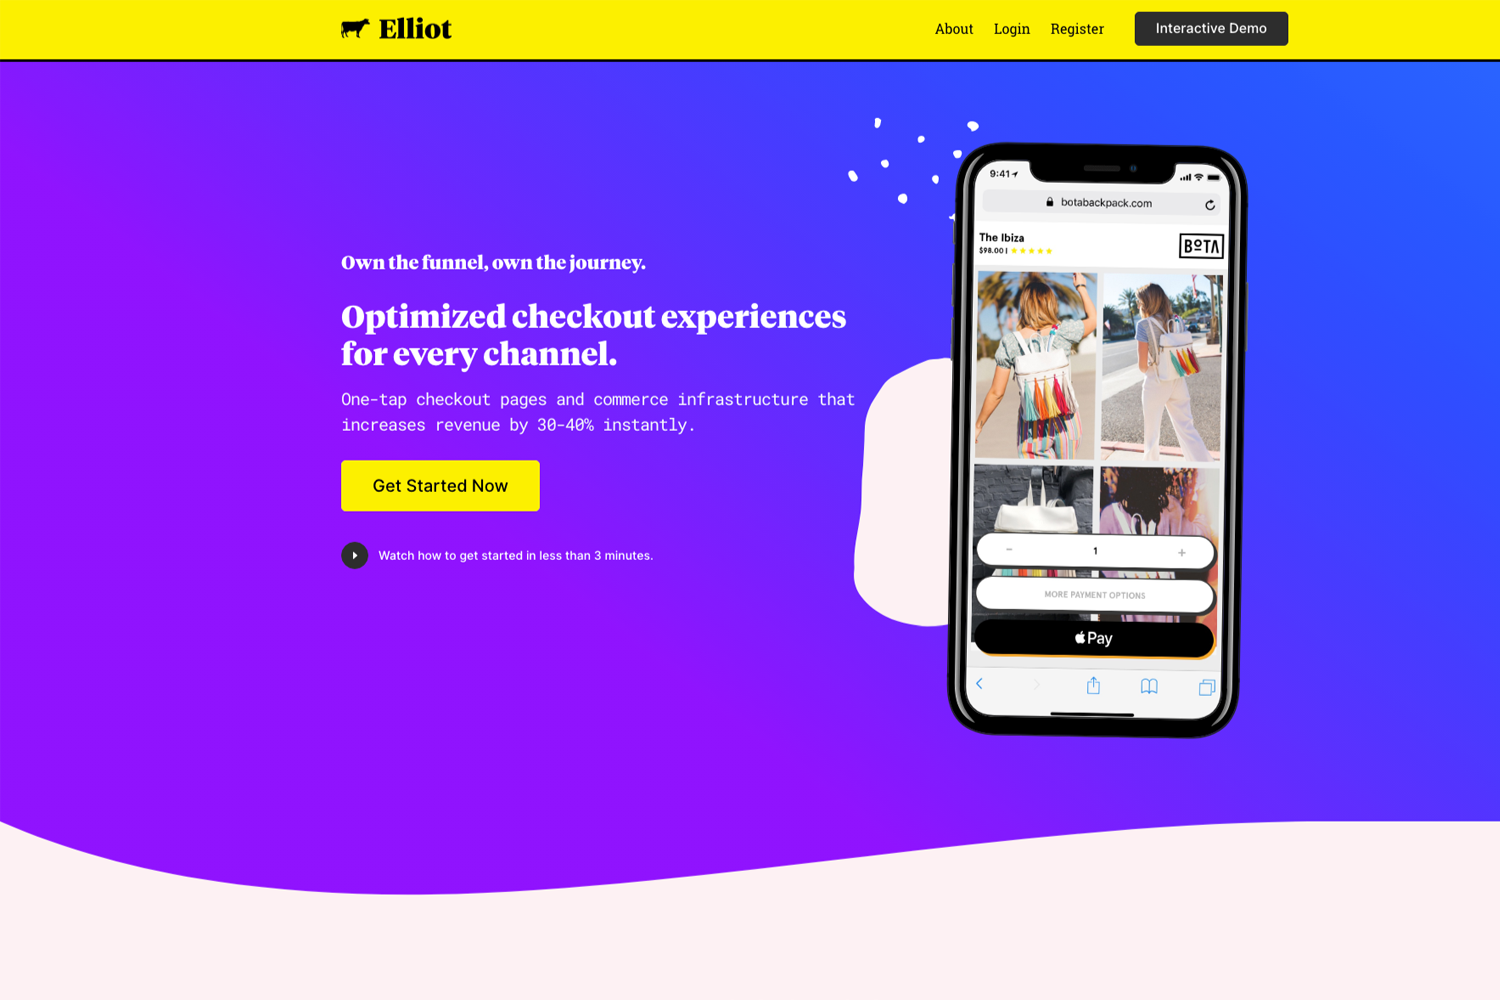 Elliot
About Login Register Interactive Demo
Own the funnel, own the journey.
Optimized checkout experiences
for every channel.
One-tap checkout pages and commerce infrastructure that
increases revenue by 30-40% instantly.
Get Started Now
Watch how to get started in less than 3 minutes.
9:41
botabackpack.com
The Ibiza
$98.00 |
BOTA
− 1 +
MORE PAYMENT OPTIONS
Pay